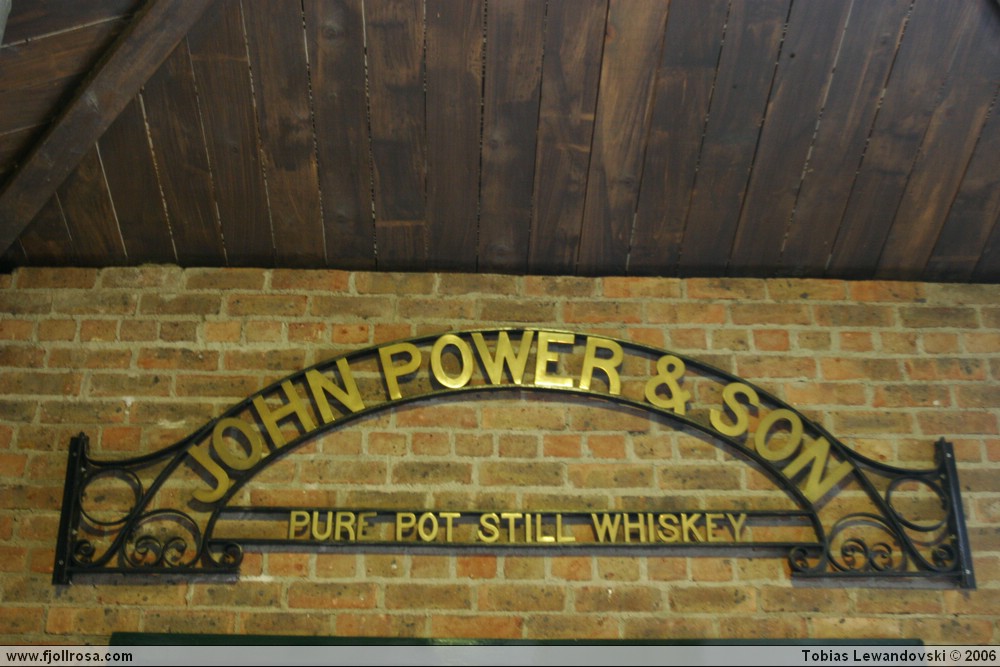 JOHN POWER & SON
PURE POT STILL WHISKEY
www.fjollrosa.com Tobias Lewandovski © 2006